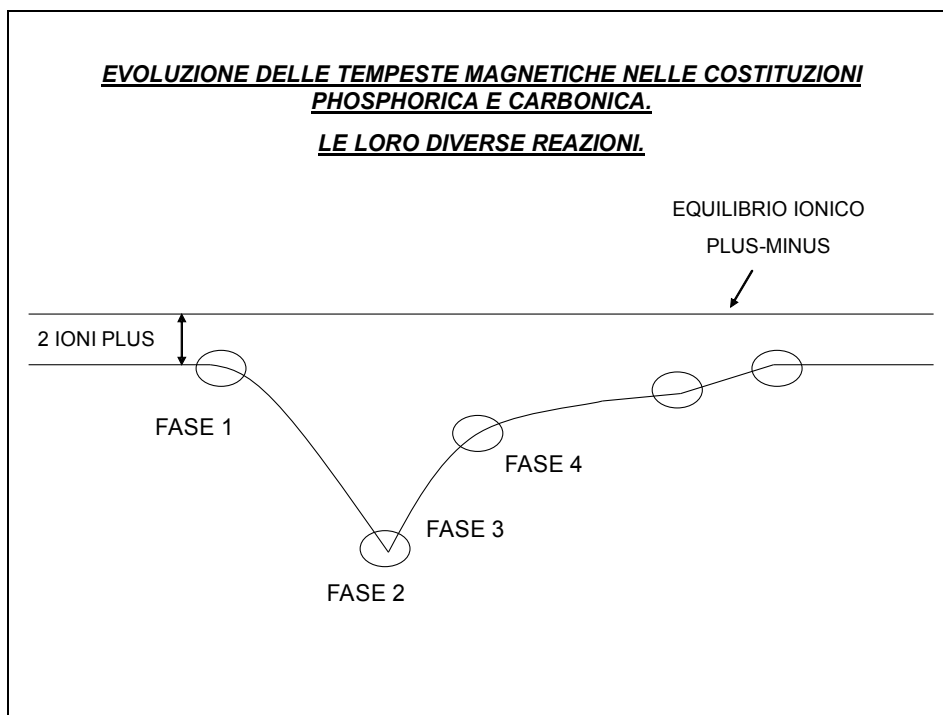 EVOLUZIONE DELLE TEMPESTE MAGNETICHE NELLE COSTITUZIONI
PHOSPHORICA E CARBONICA.
LE LORO DIVERSE REAZIONI.
EQUILIBRIO IONICO
PLUS-MINUS
2 IONI PLUS
FASE 1
FASE 4
FASE 3
FASE 2